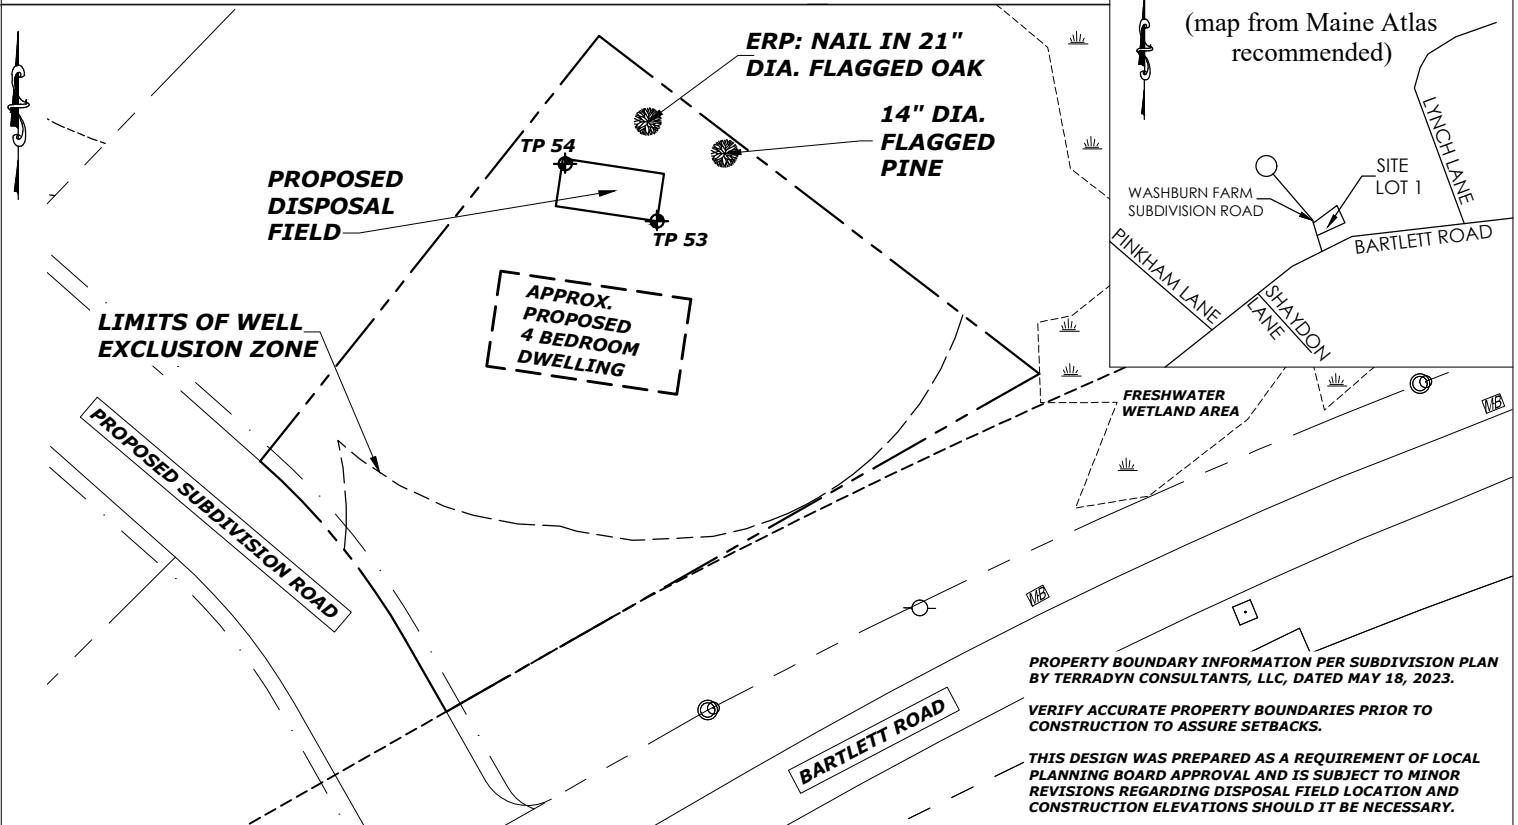 ERP: NAIL IN 21"
DIA. FLAGGED OAK
14" DIA.
FLAGGED
PINE
TP 54
PROPOSED
DISPOSAL
FIELD
TP 53
APPROX.
PROPOSED
4 BEDROOM
DWELLING
LIMITS OF WELL
EXCLUSION ZONE
PROPOSED SUBDIVISION ROAD
FRESHWATER
WETLAND AREA
MB
MB
BARTLETT ROAD
(map from Maine Atlas
recommended)
LYNCH LANE
SITE
LOT 1
WASHBURN FARM
SUBDIVISION ROAD
BARTLETT ROAD
PINKHAM LANE
SHAYDON
LANE
PROPERTY BOUNDARY INFORMATION PER SUBDIVISION PLAN
BY TERRADYN CONSULTANTS, LLC, DATED MAY 18, 2023.
VERIFY ACCURATE PROPERTY BOUNDARIES PRIOR TO
CONSTRUCTION TO ASSURE SETBACKS.
THIS DESIGN WAS PREPARED AS A REQUIREMENT OF LOCAL
PLANNING BOARD APPROVAL AND IS SUBJECT TO MINOR
REVISIONS REGARDING DISPOSAL FIELD LOCATION AND
CONSTRUCTION ELEVATIONS SHOULD IT BE NECESSARY.